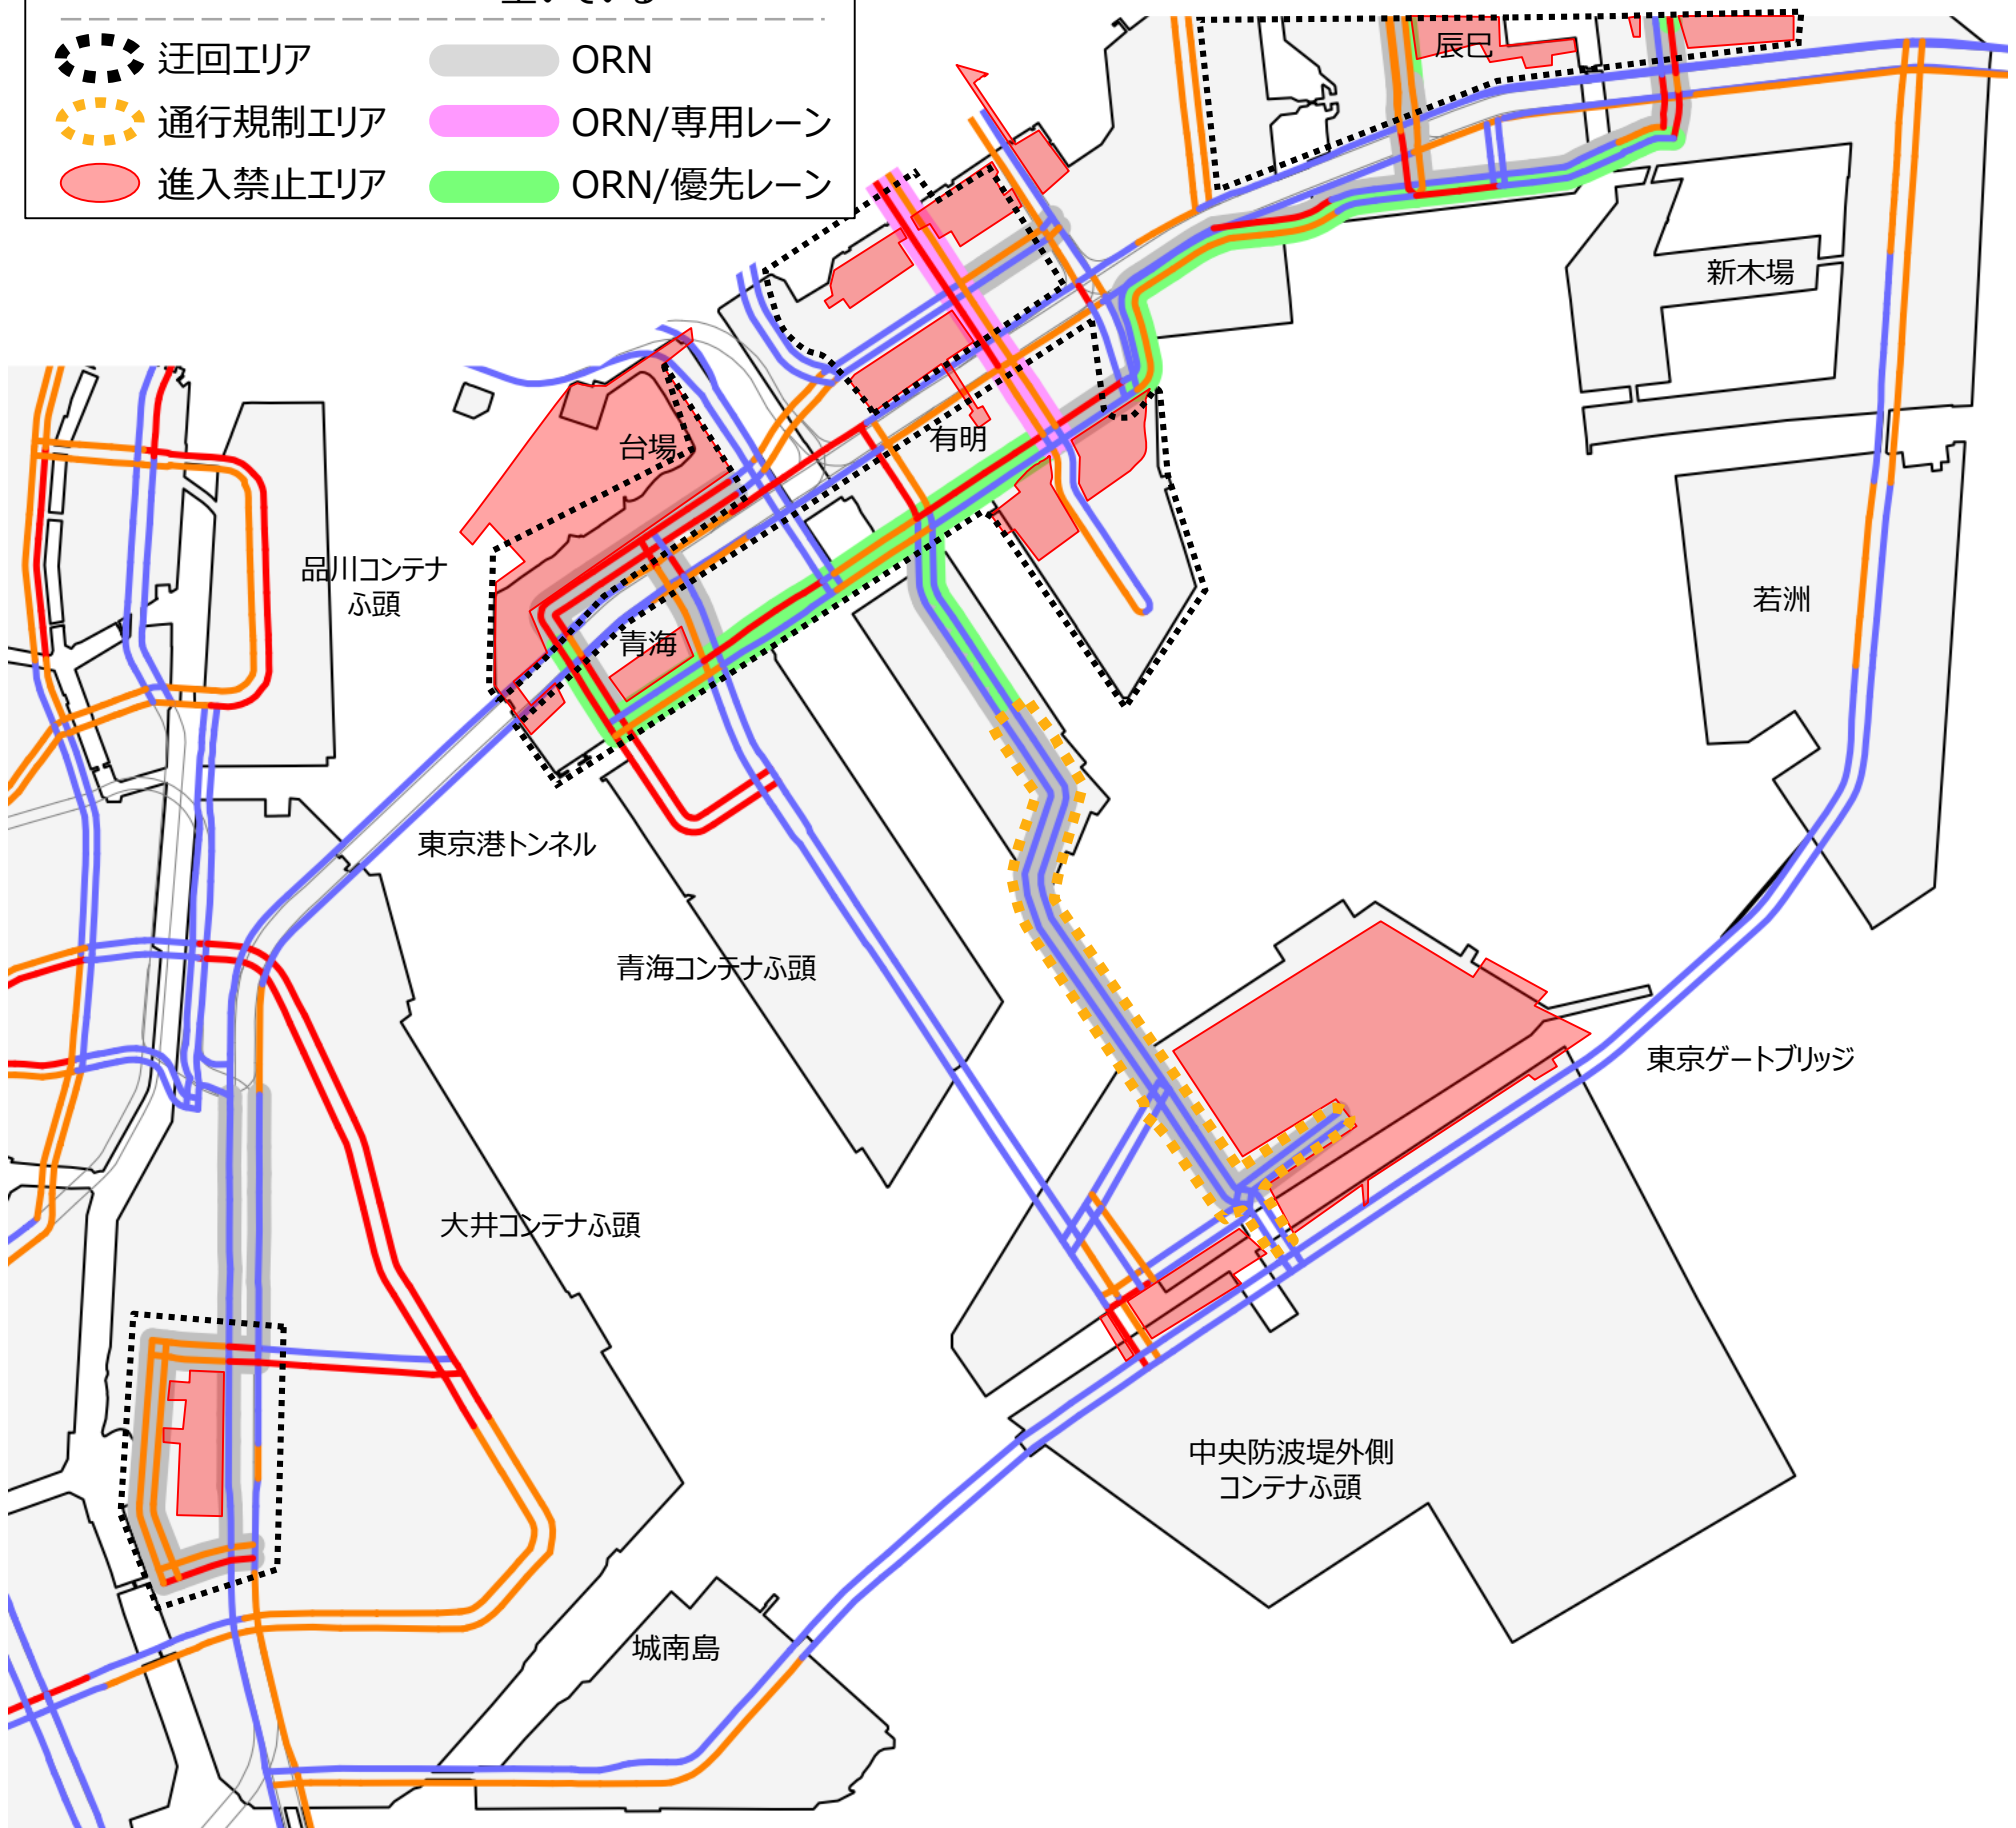 空いている
迂回エリア
ORN
通行規制エリア
ORN/専用レーン
進入禁止エリア
ORN/優先レーン
辰巳
新木場
台場
有明
品川コンテナ
ふ頭
若洲
青海
東京港トンネル
青海コンテナふ頭
東京ゲートブリッジ
大井コンテナふ頭
中央防波堤外側
コンテナふ頭
城南島